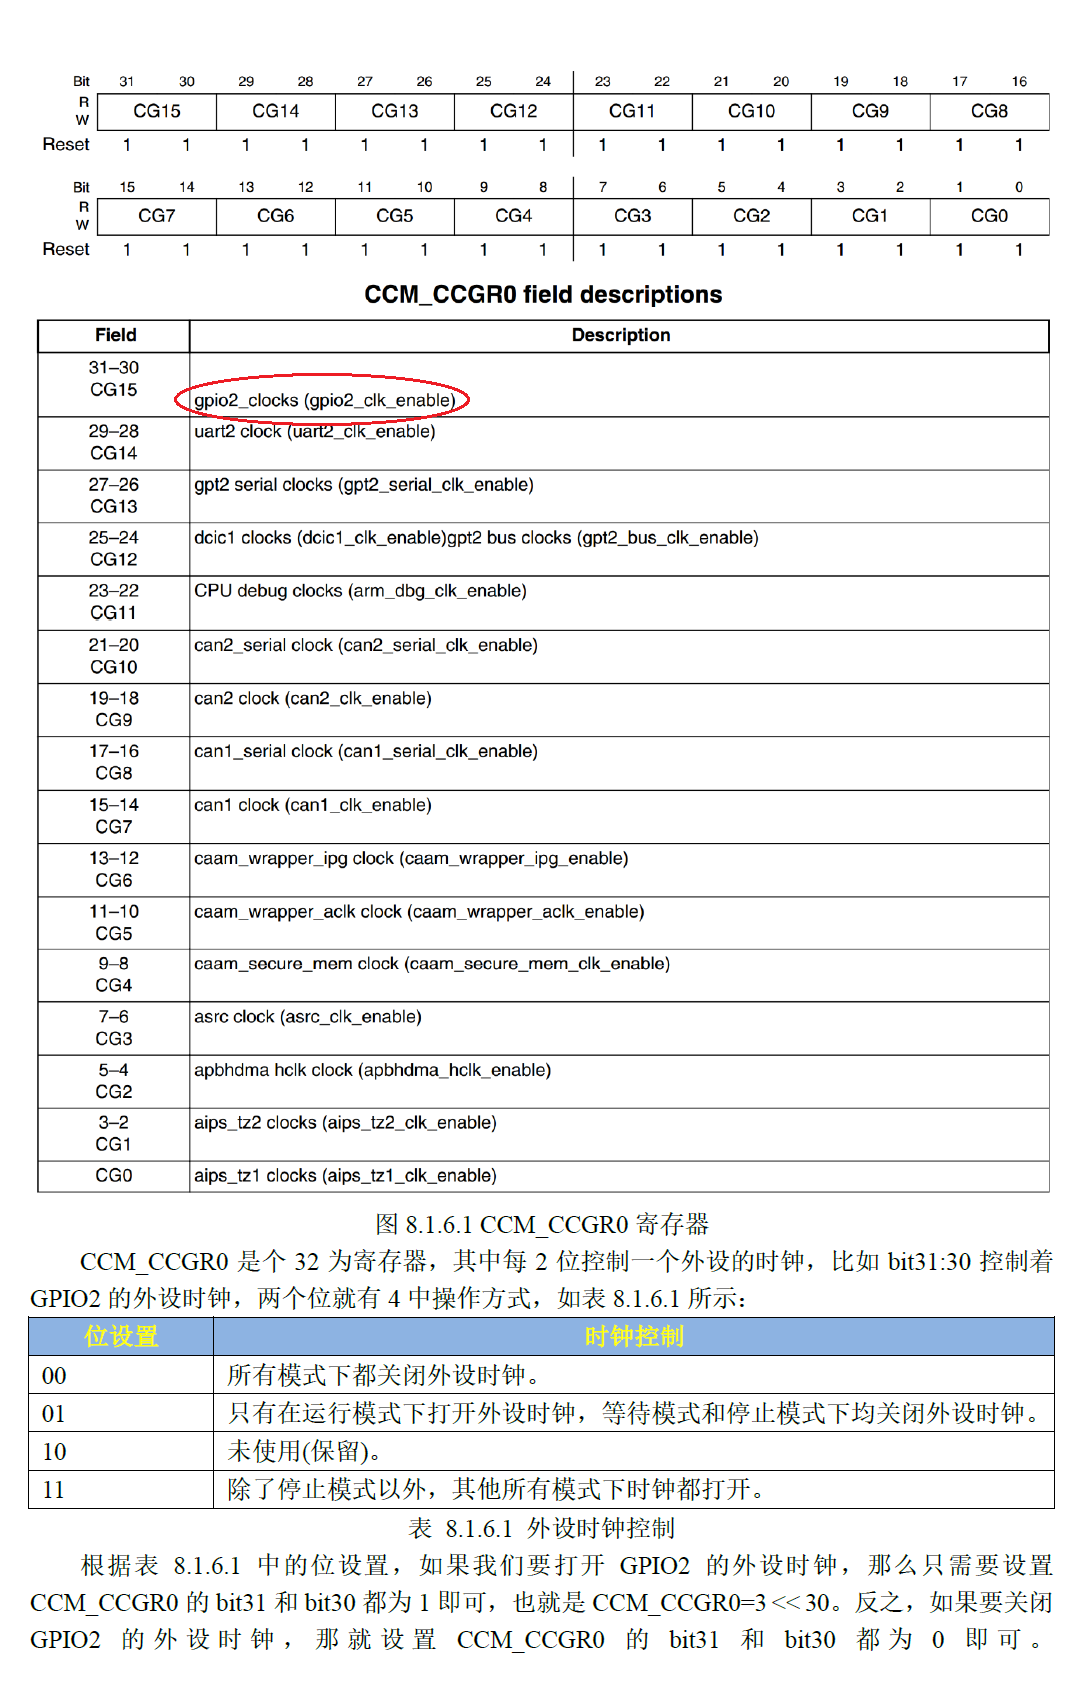 Bit 31 30 29 28 27 26 25 24 23 22 21 20 19 18 17 16
R
W
CG15 CG14 CG13 CG12 CG11 CG10 CG9 CG8
Reset 1 1 1 1 1 1 1 1 1 1 1 1 1 1 1 1
Bit 15 14 13 12 11 10 9 8 7 6 5 4 3 2 1 0
R
W
CG7 CG6 CG5 CG4 CG3 CG2 CG1 CG0
Reset 1 1 1 1 1 1 1 1 1 1 1 1 1 1 1 1
CCM_CCGR0 field descriptions
Field Description
31–30
CG15
gpio2_clocks (gpio2_clk_enable)
29–28
CG14
uart2 clock (uart2_clk_enable)
27–26
CG13
gpt2 serial clocks (gpt2_serial_clk_enable)
25–24
CG12
dcic1 clocks (dcic1_clk_enable)gpt2 bus clocks (gpt2_bus_clk_enable)
23–22
CG11
CPU debug clocks (arm_dbg_clk_enable)
21–20
CG10
can2_serial clock (can2_serial_clk_enable)
19–18
CG9
can2 clock (can2_clk_enable)
17–16
CG8
can1_serial clock (can1_serial_clk_enable)
15–14
CG7
can1 clock (can1_clk_enable)
13–12
CG6
caam_wrapper_ipg clock (caam_wrapper_ipg_enable)
11–10
CG5
caam_wrapper_aclk clock (caam_wrapper_aclk_enable)
9–8
CG4
caam_secure_mem clock (caam_secure_mem_clk_enable)
7–6
CG3
asrc clock (asrc_clk_enable)
5–4
CG2
apbhdma hclk clock (apbhdma_hclk_enable)
3–2
CG1
aips_tz2 clocks (aips_tz2_clk_enable)
CG0 aips_tz1 clocks (aips_tz1_clk_enable)
图 8.1.6.1 CCM_CCGR0 寄存器
CCM_CCGR0 是个 32 为寄存器，其中每 2 位控制一个外设的时钟，比如 bit31:30 控制着
GPIO2 的外设时钟，两个位就有 4 中操作方式，如表 8.1.6.1 所示：
位设置 时钟控制
00 所有模式下都关闭外设时钟。
01 只有在运行模式下打开外设时钟，等待模式和停止模式下均关闭外设时钟。
10 未使用(保留)。
11 除了停止模式以外，其他所有模式下时钟都打开。
表 8.1.6.1 外设时钟控制
根据表 8.1.6.1 中的位设置，如果我们要打开 GPIO2 的外设时钟，那么只需要设置
CCM_CCGR0 的 bit31 和 bit30 都为 1 即可，也就是 CCM_CCGR0=3 << 30。反之，如果要关闭
GPIO2 的外设时钟，那就设置 CCM_CCGR0 的 bit31 和 bit30 都为 0 即可。